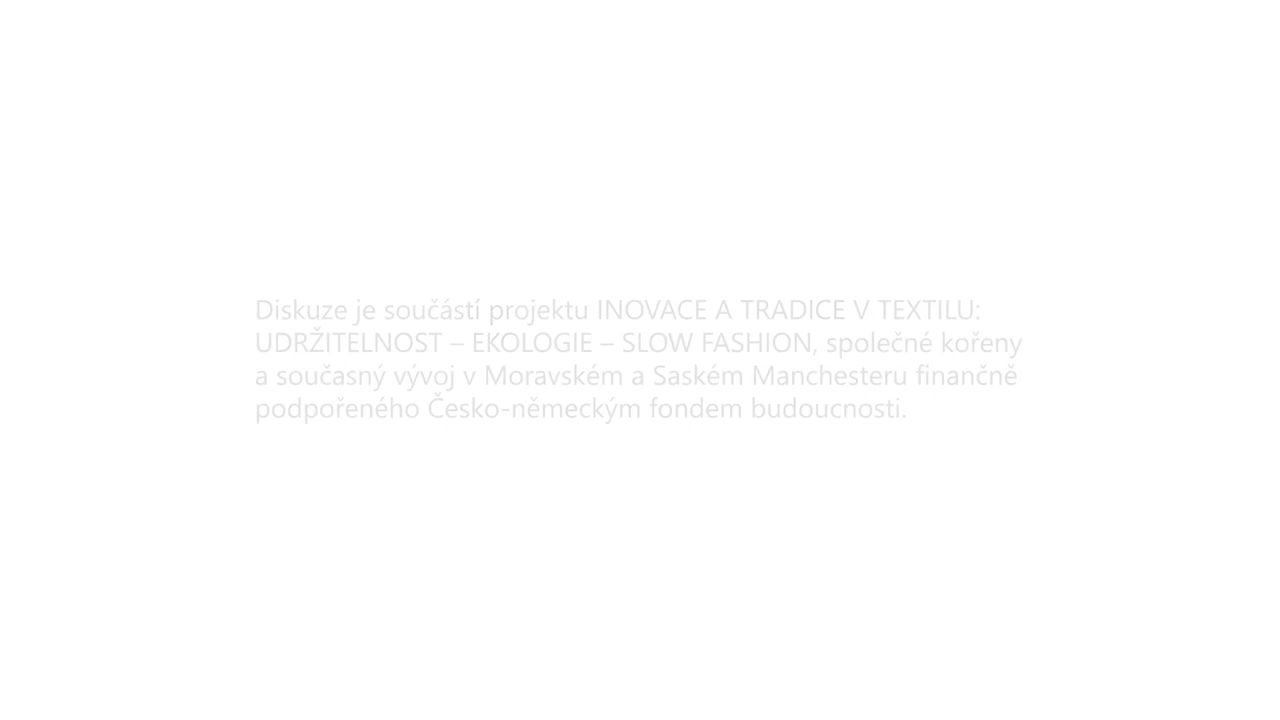 Diskuze je součástí projektu INOVACE A TRADICE V TEXTILU:
UDRŽITELNOST – EKOLOGIE – SLOW FASHION, společné kořeny
a současný vývoj v Moravském a Saském Manchesteru finančně
podpořeného Česko-německým fondem budoucnosti.